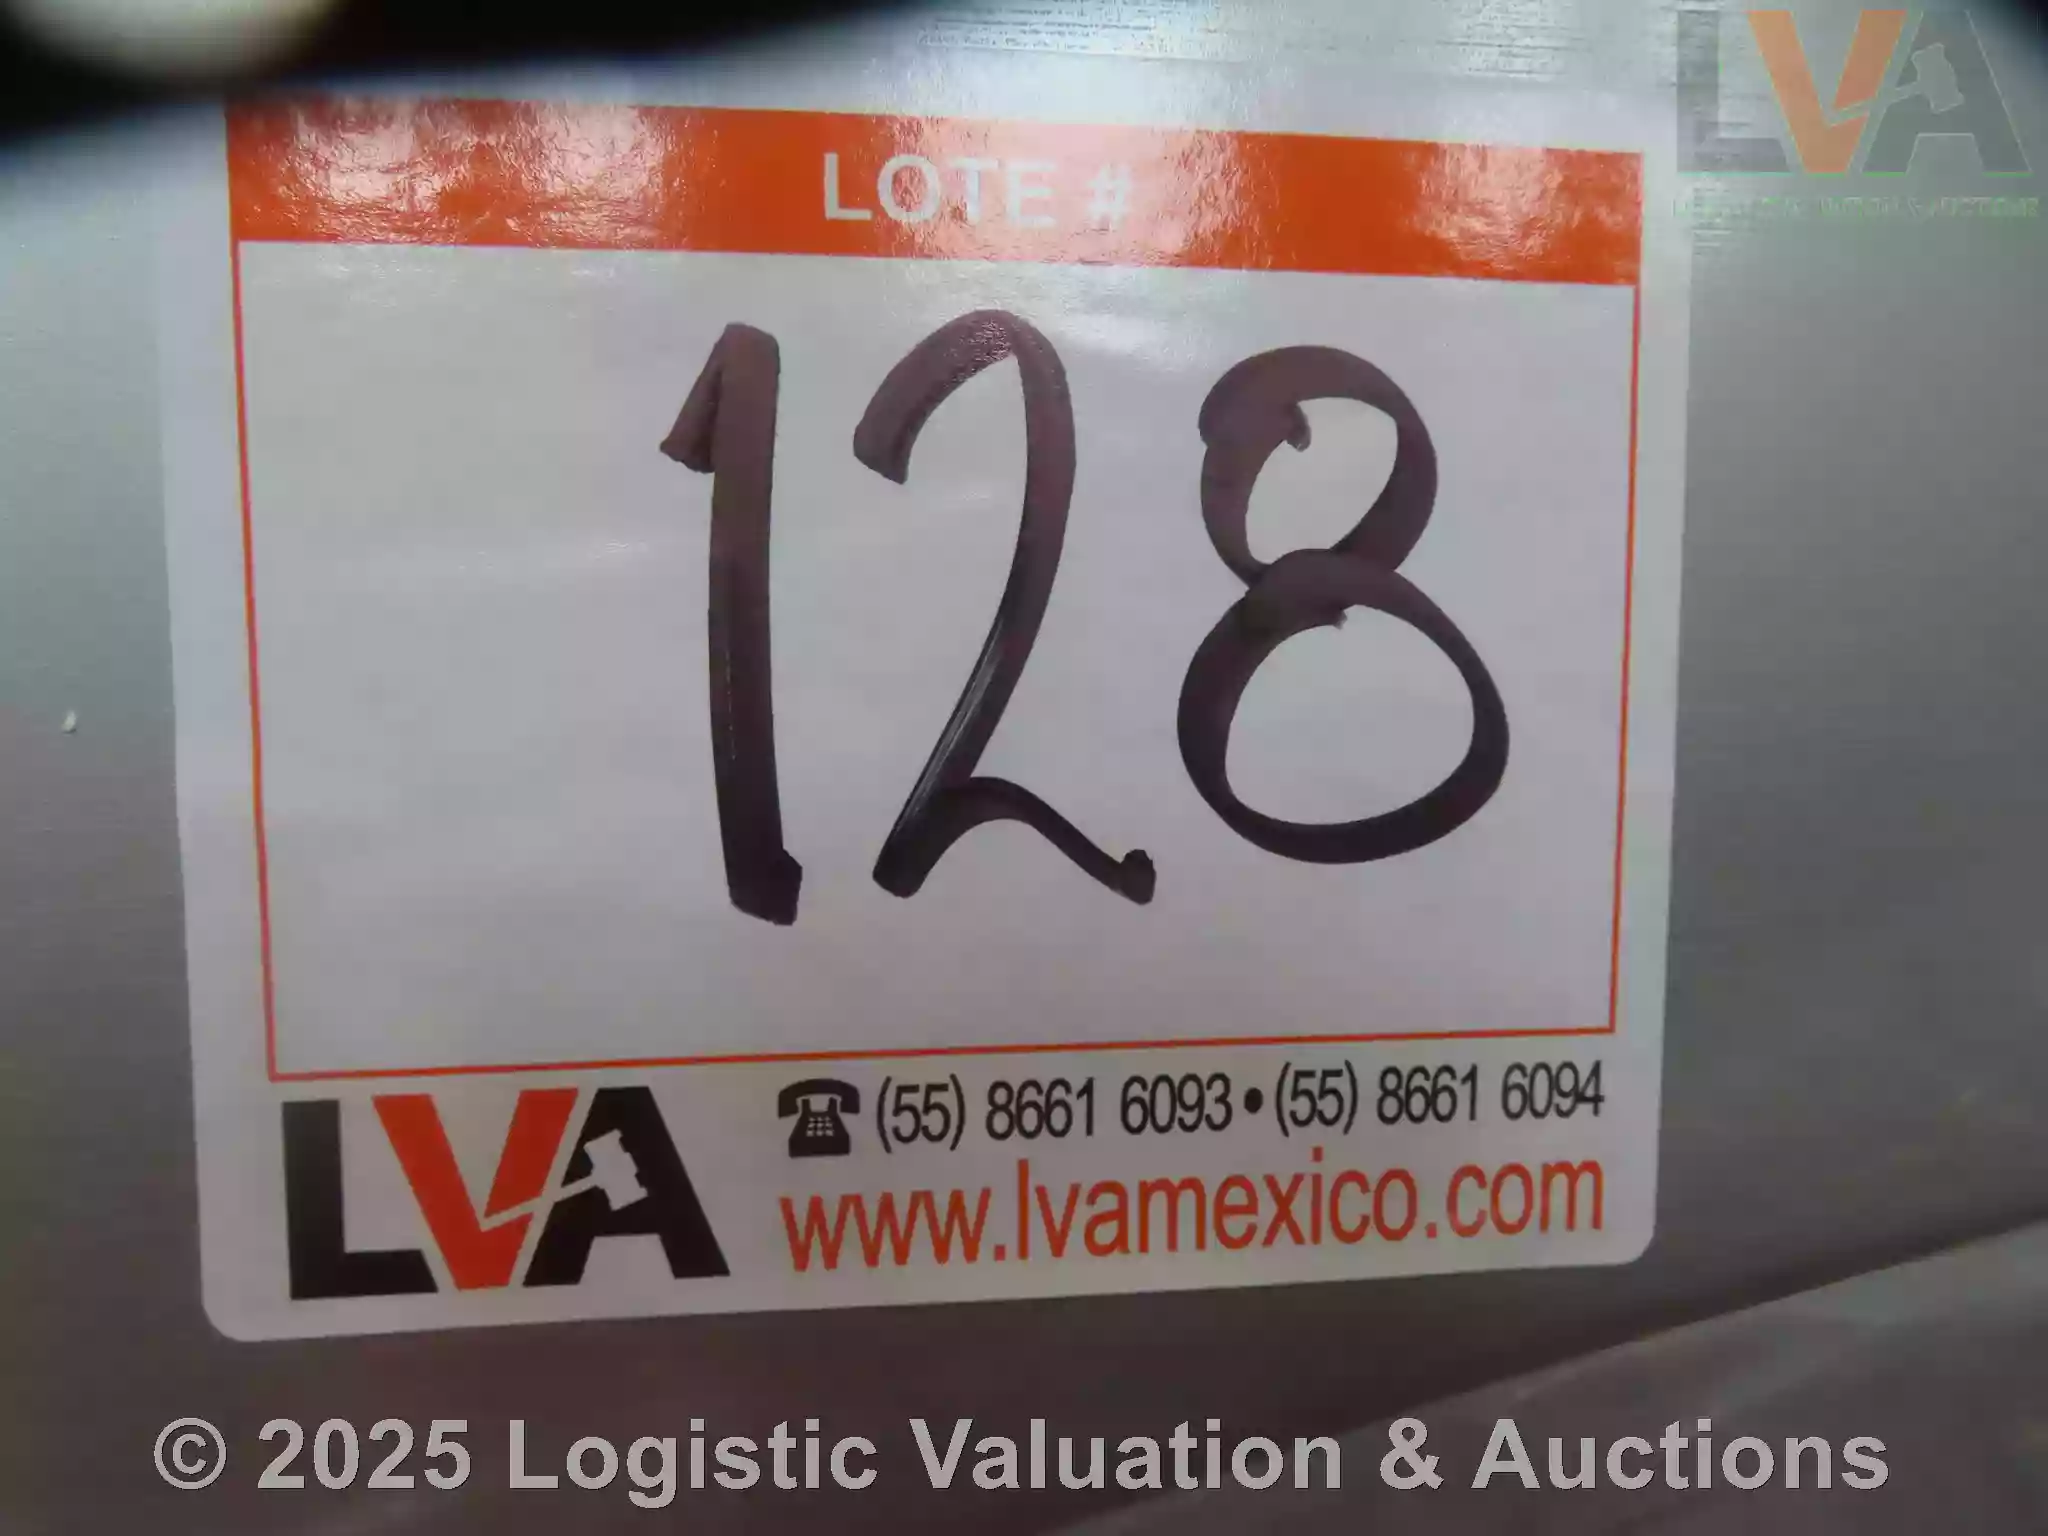 LVA
LOTE #
128
LVA
(55) 8661 6093 • (55) 8661 6094
www.lvamexico.com
© 2025 Logistic Valuation & Auctions